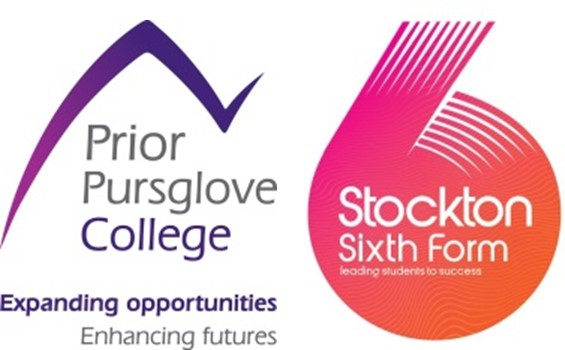 Prior
Pursglove
College
Expanding opportunities
Enhancing futures
Stockton
Sixth Form
leading students to success